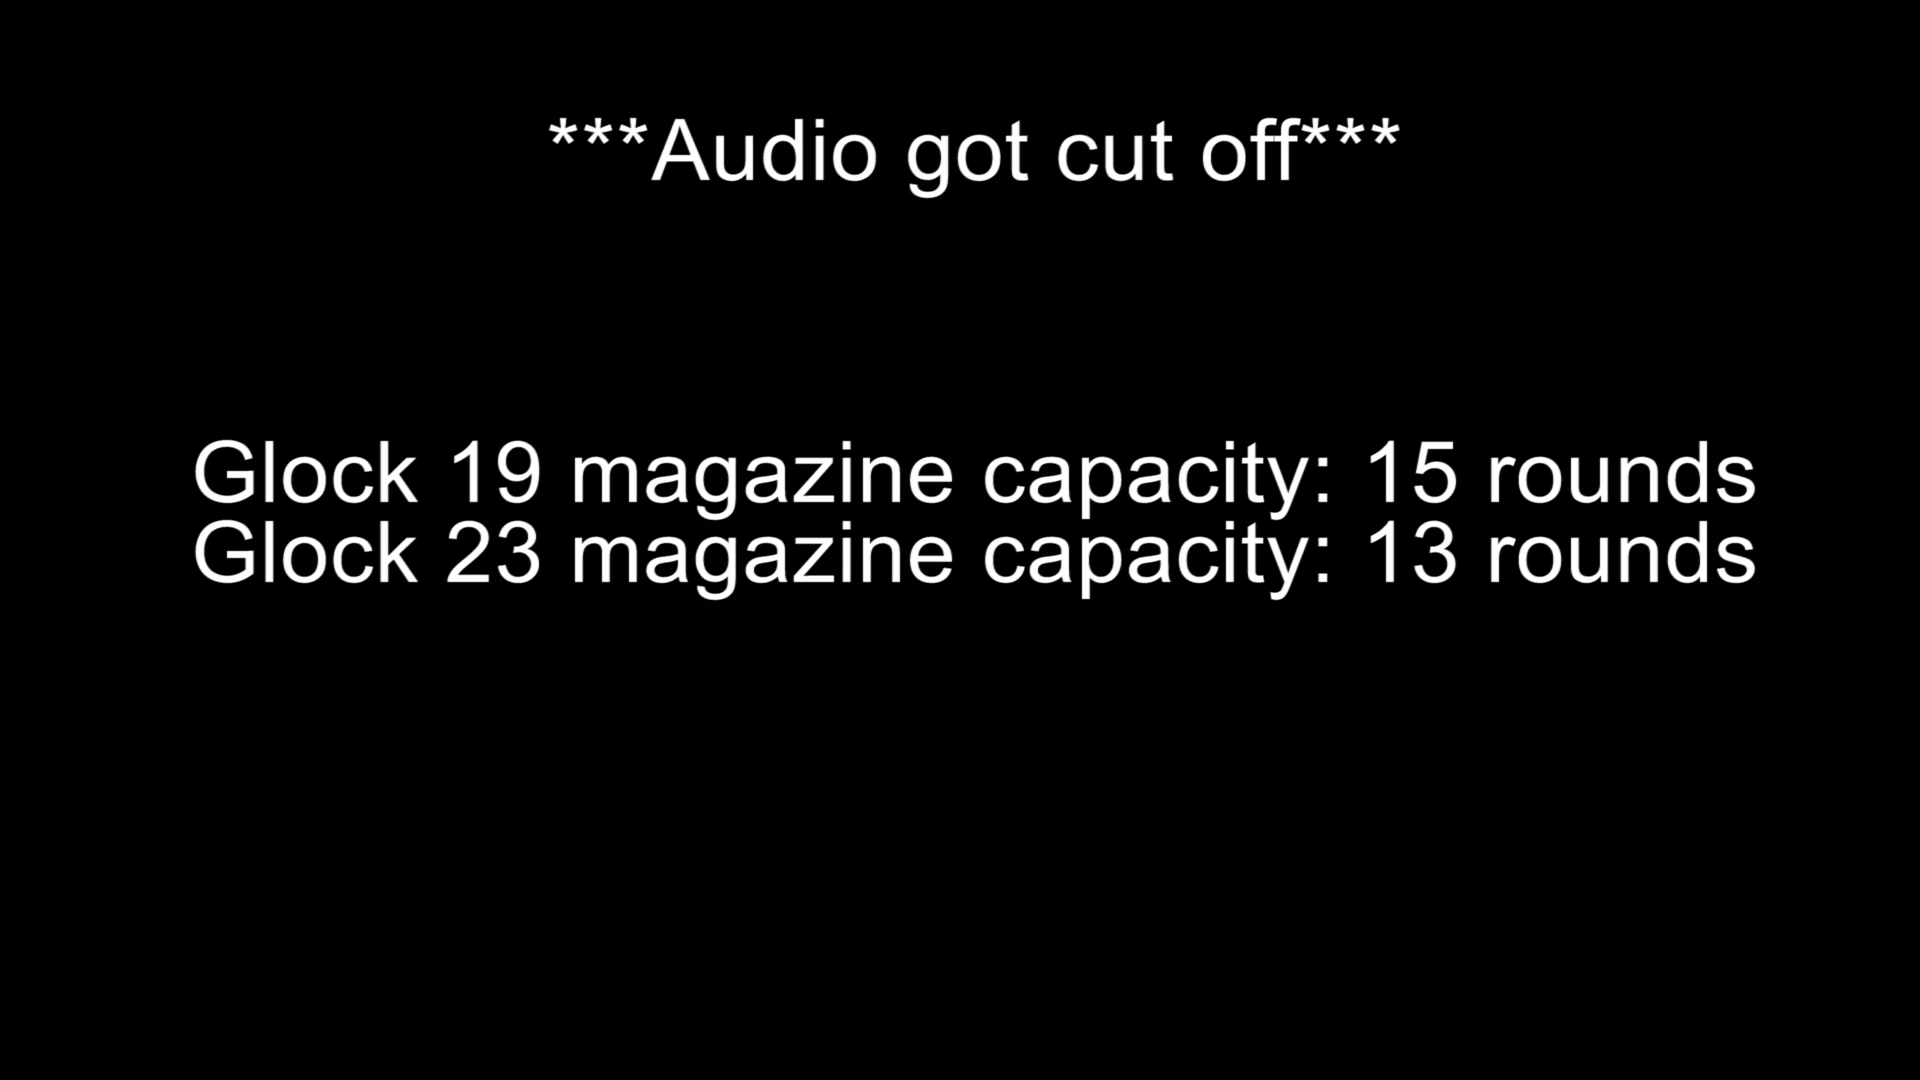 ***Audio got cut off***
Glock 19 magazine capacity: 15 rounds
Glock 23 magazine capacity: 13 rounds